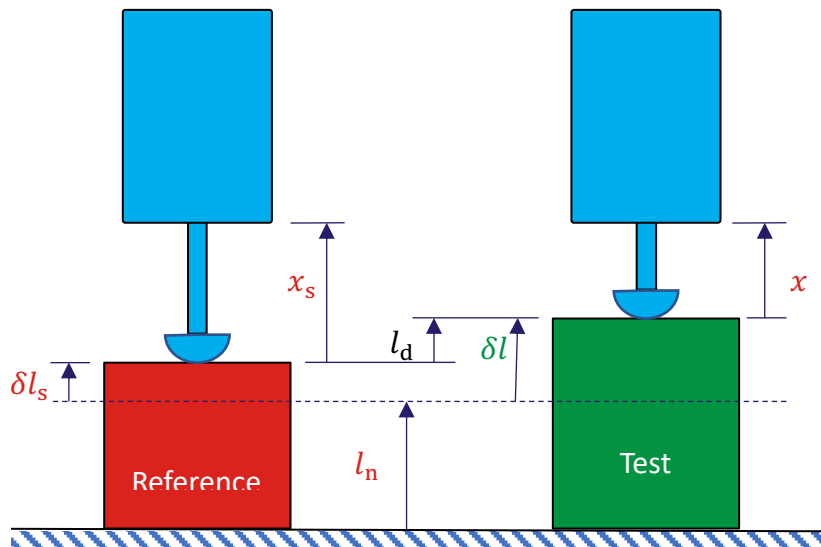 x_s
x
l_d
δl
δl_s
l_n
Reference
Test